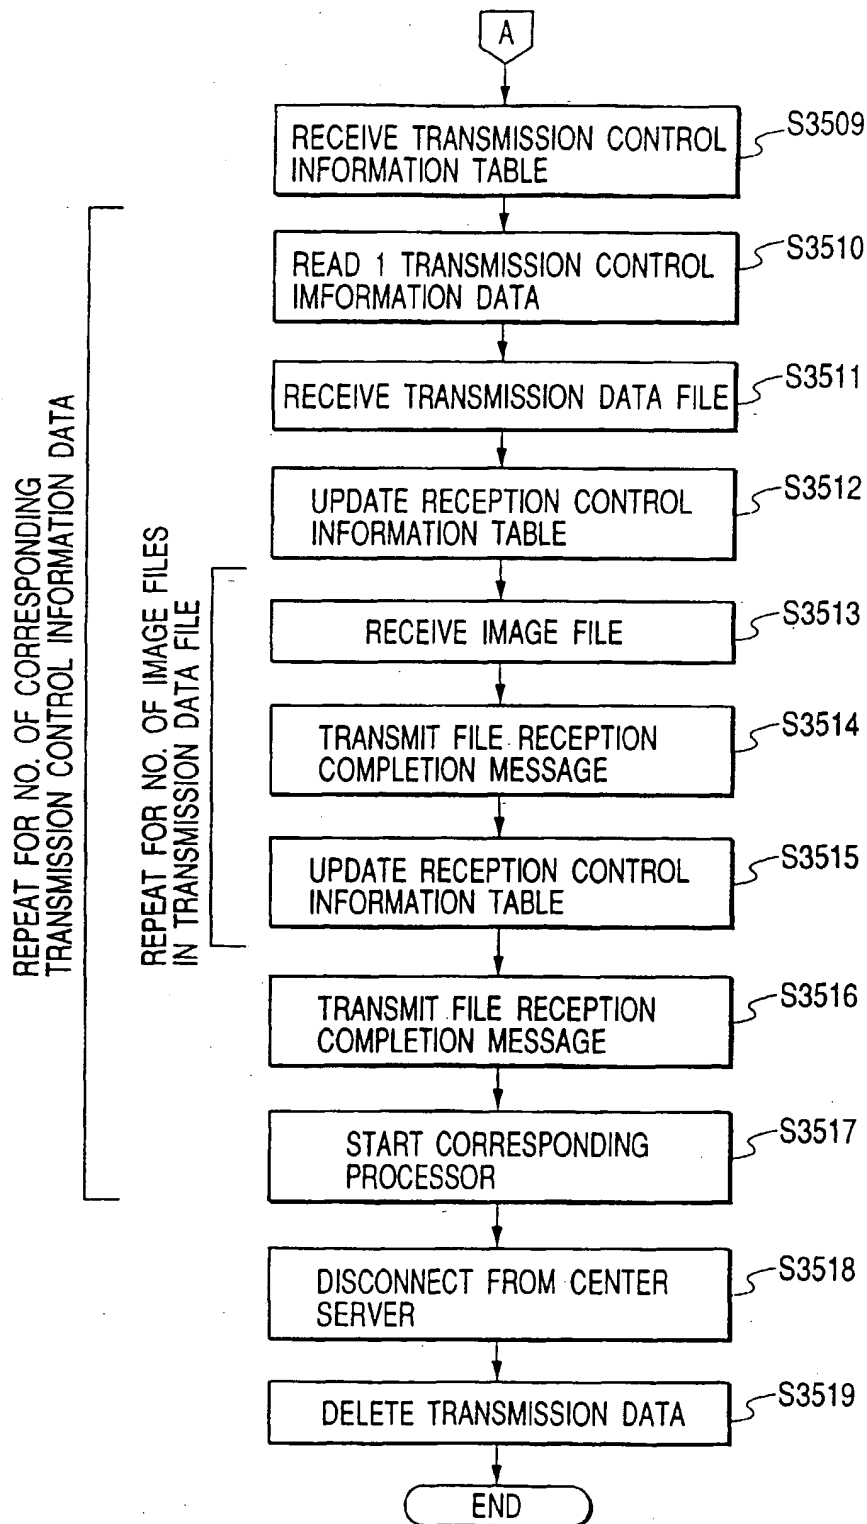 A
RECEIVE TRANSMISSION CONTROL
INFORMATION TABLE
S3509
READ 1 TRANSMISSION CONTROL
IMFORMATION DATA
S3510
RECEIVE TRANSMISSION DATA FILE
S3511
UPDATE RECEPTION CONTROL
INFORMATION TABLE
S3512
RECEIVE IMAGE FILE
S3513
TRANSMIT FILE RECEPTION
COMPLETION MESSAGE
S3514
UPDATE RECEPTION CONTROL
INFORMATION TABLE
S3515
TRANSMIT FILE RECEPTION
COMPLETION MESSAGE
S3516
START CORRESPONDING
PROCESSOR
S3517
DISCONNECT FROM CENTER
SERVER
S3518
DELETE TRANSMISSION DATA
S3519
END
REPEAT FOR NO. OF CORRESPONDING
TRANSMISSION CONTROL INFORMATION DATA
REPEAT FOR NO. OF IMAGE FILES
IN TRANSMISSION DATA FILE